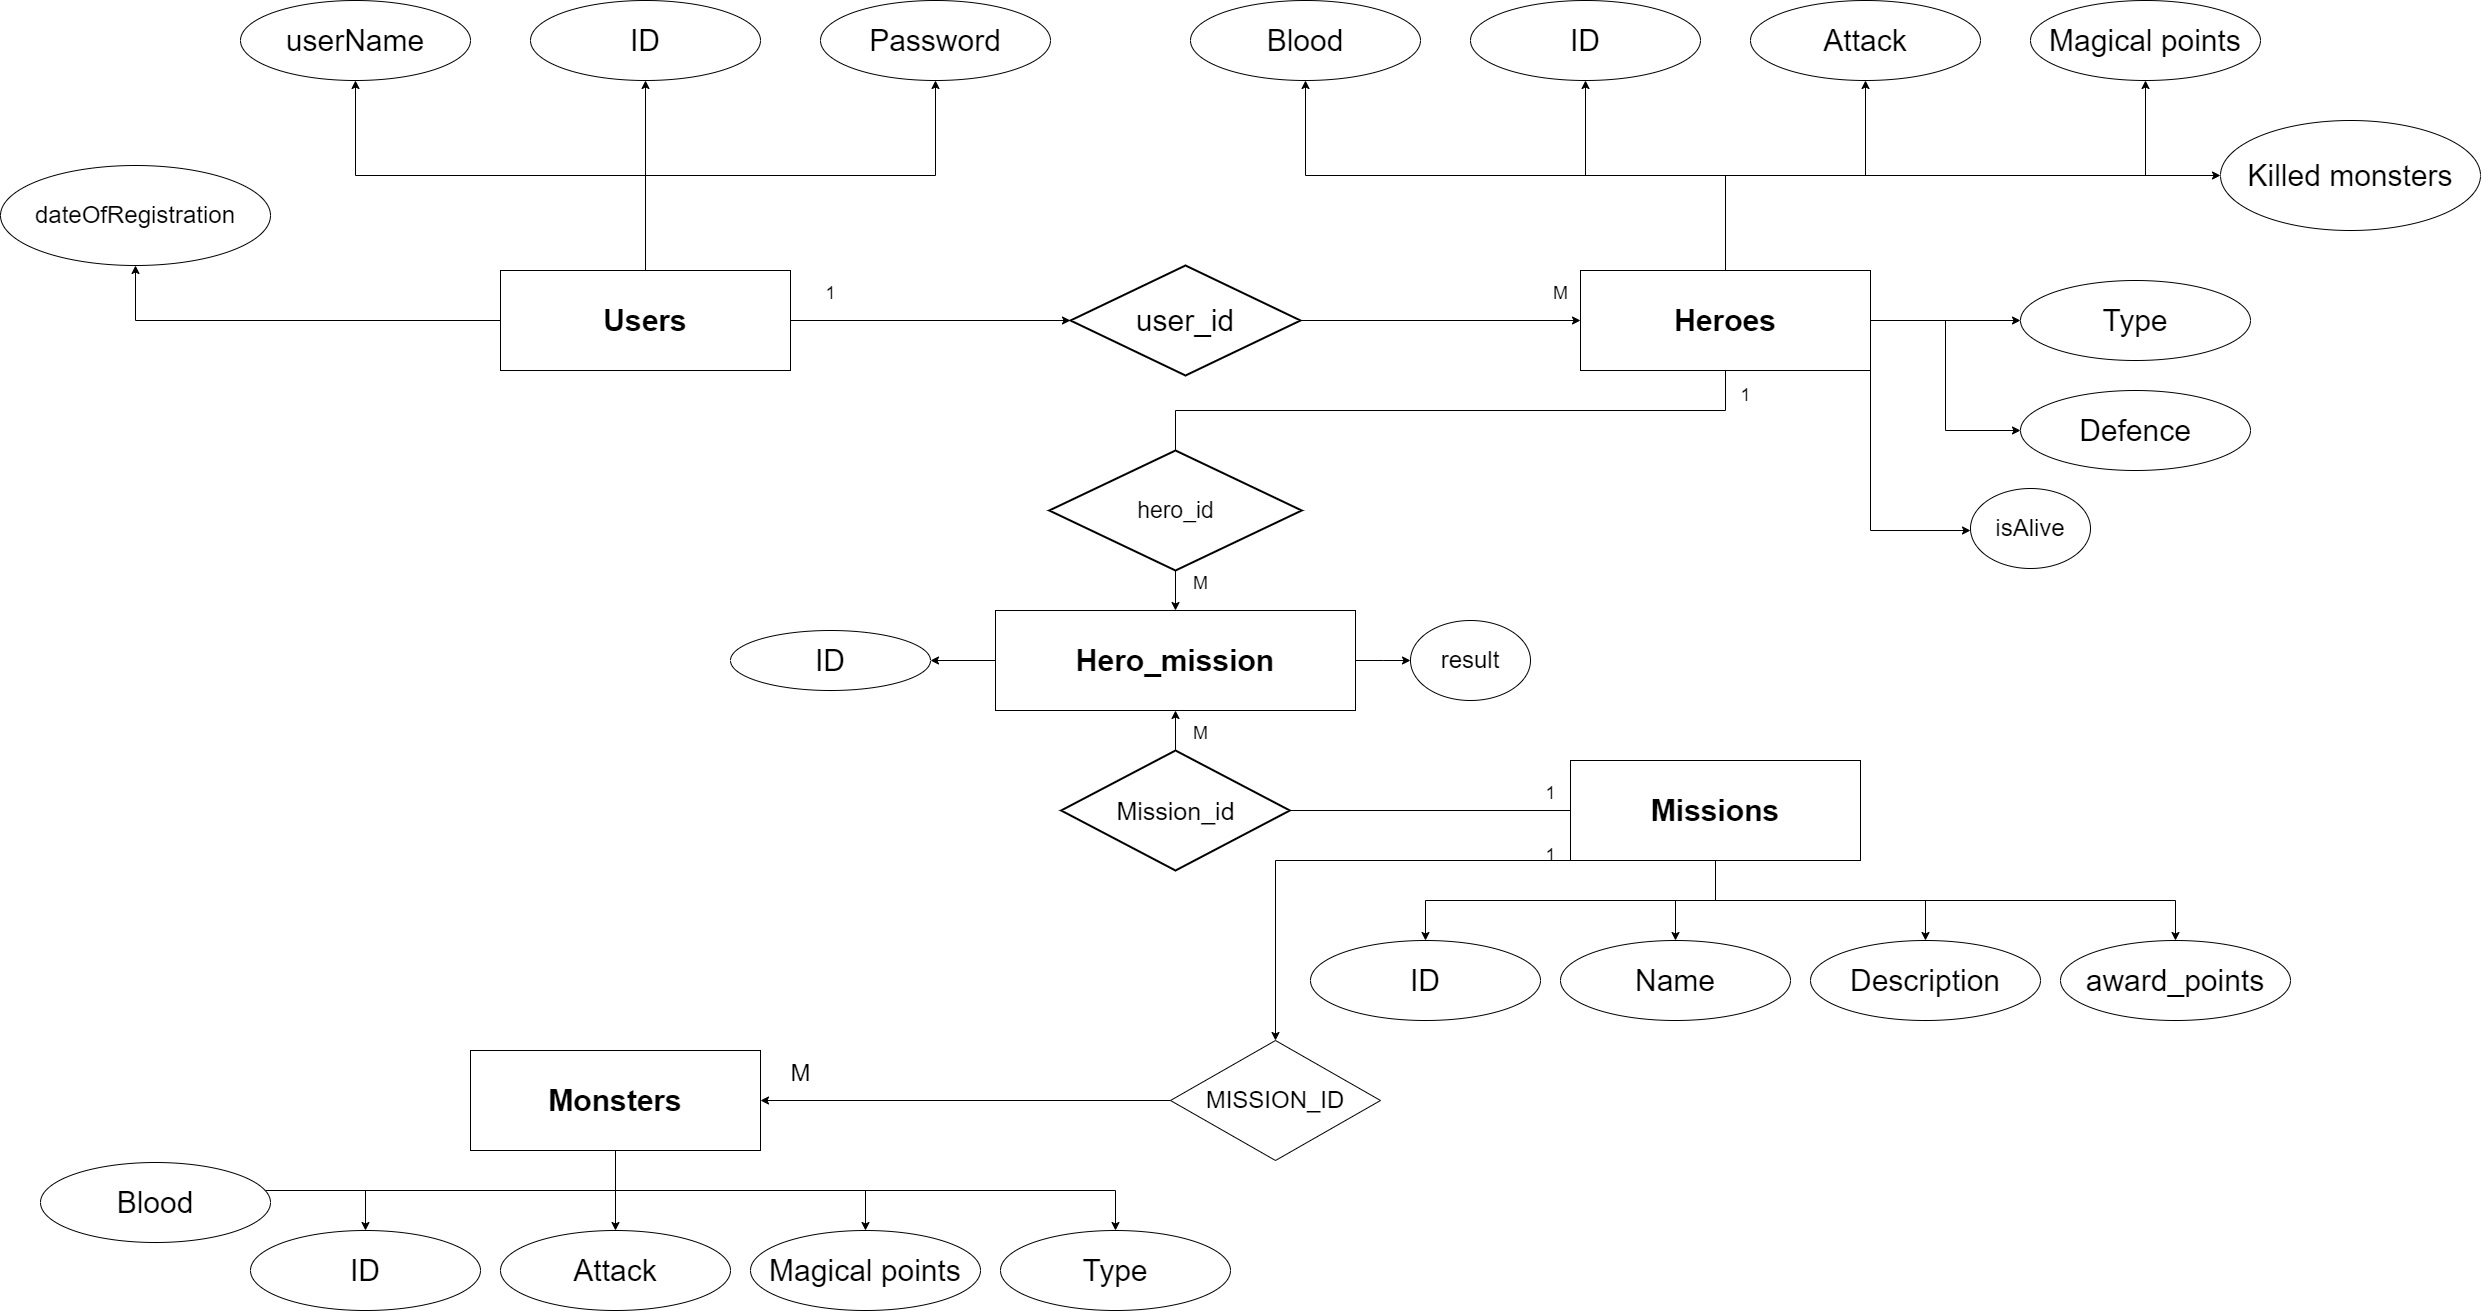 userName
ID
Password
Blood
ID
Attack
Magical points
Killed monsters
dateOfRegistration
1
M
Users
user_id
Heroes
Type
1
Defence
hero_id
isAlive
M
ID
Hero_mission
result
M
1
Mission_id
Missions
1
ID
Name
Description
award_points
M
Monsters
MISSION_ID
Blood
ID
Attack
Magical points
Type